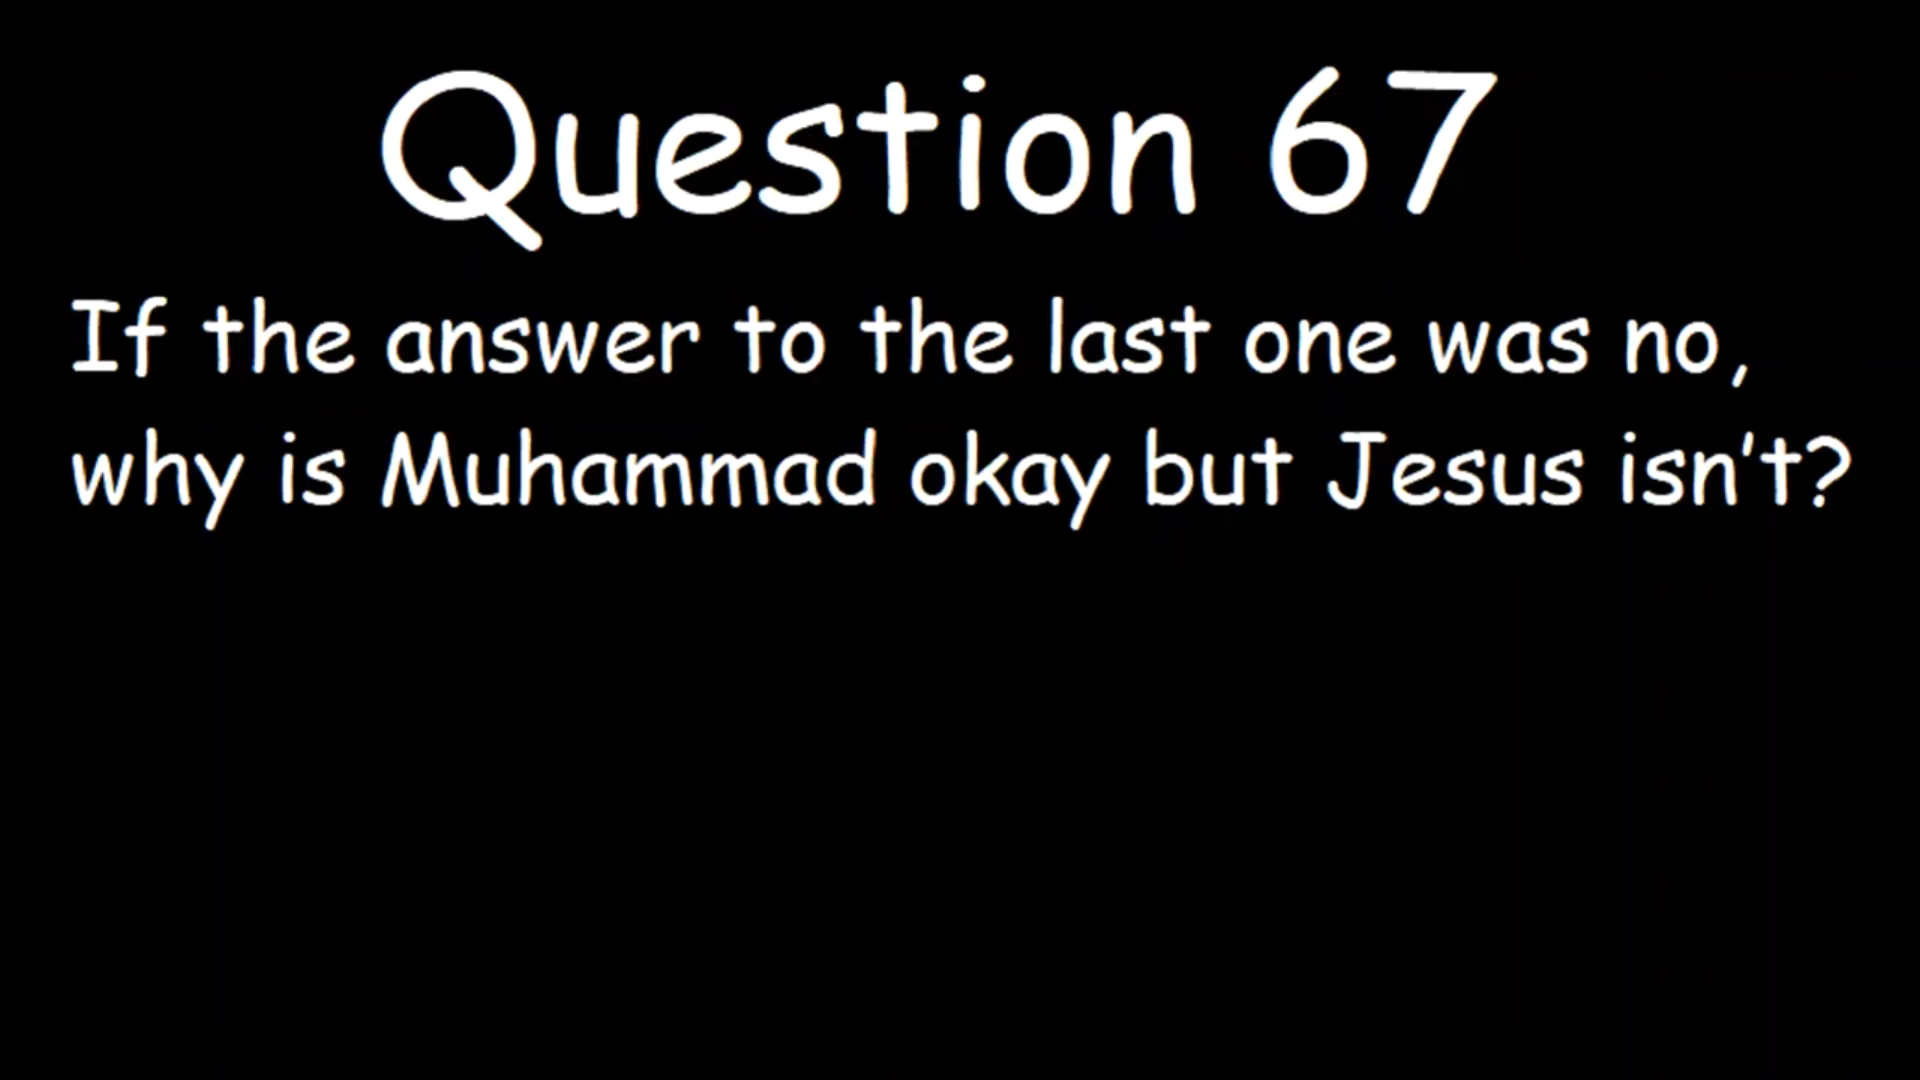 Question 67
If the answer to the last one was no,
why is Muhammad okay but Jesus isn't?